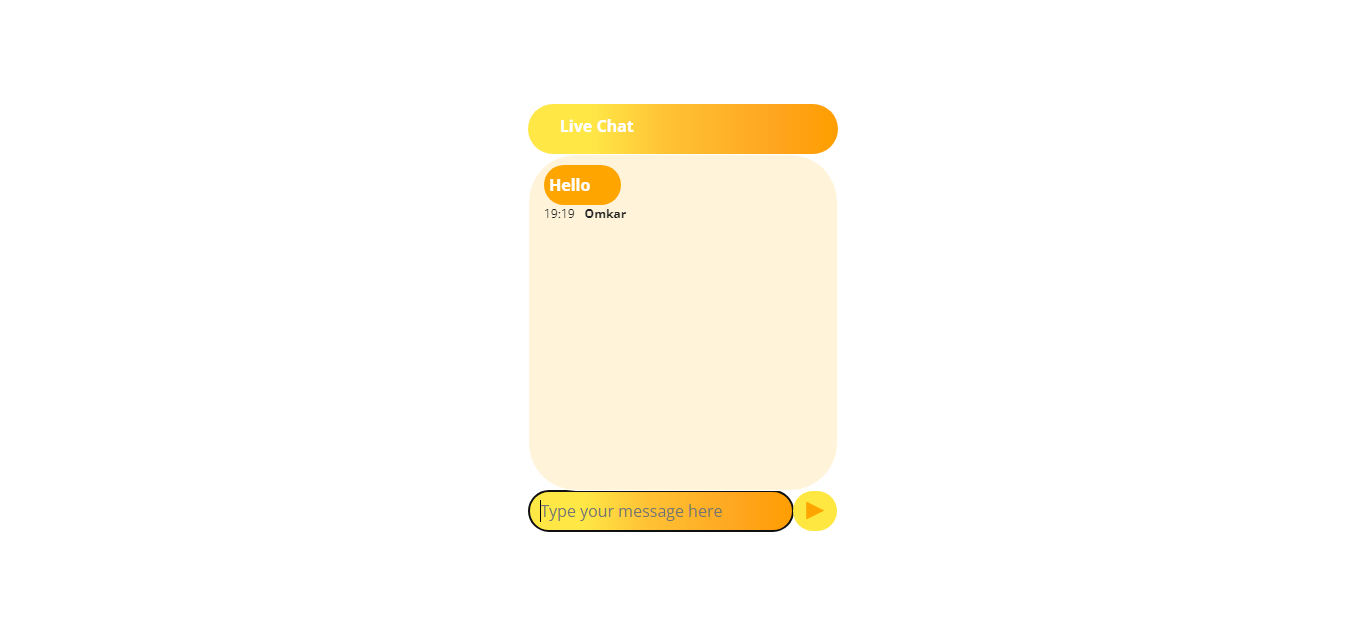 Live Chat
Hello
19:19 Omkar
Type your message here